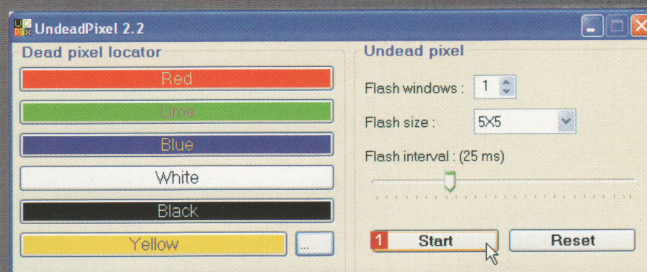 UndeadPixel 2.2
Dead pixel locator
Red
Lime
Blue
White
Black
Yellow
...
Undead pixel
Flash windows : 1
Flash size : 5X5
Flash interval : (25 ms)
1 Start
Reset